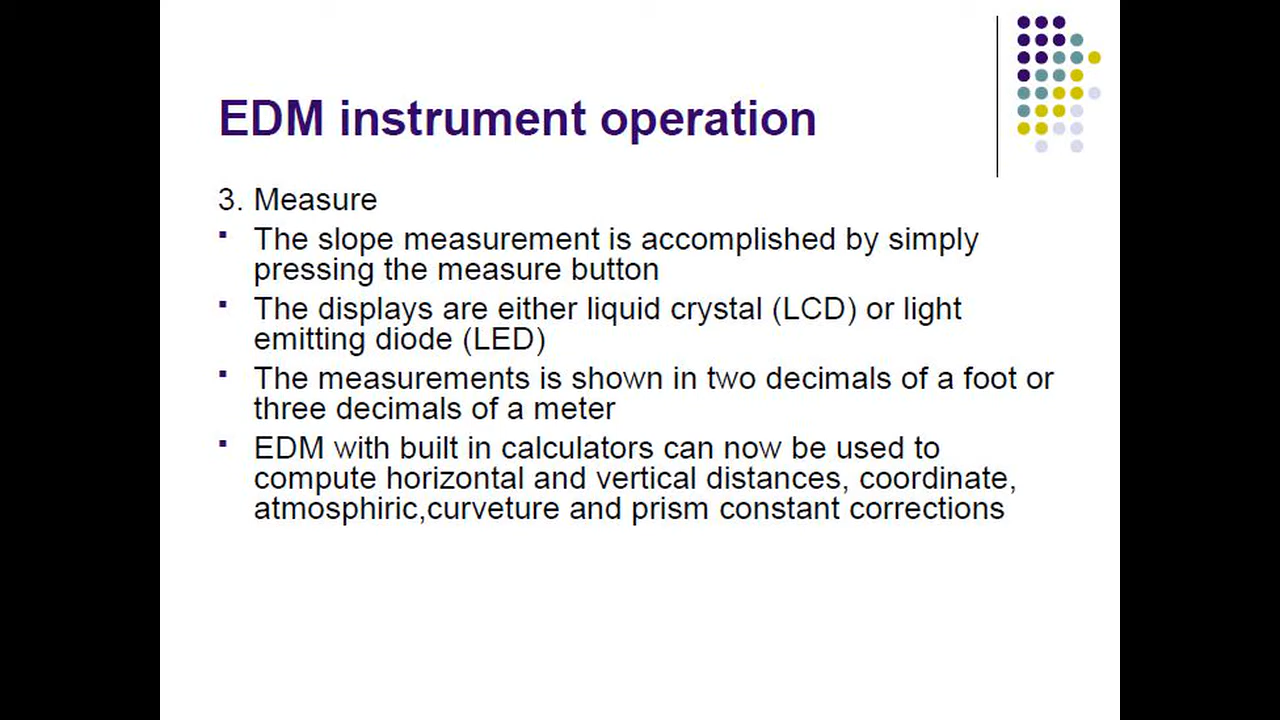 EDM instrument operation
3. Measure
▪ The slope measurement is accomplished by simply
pressing the measure button
▪ The displays are either liquid crystal (LCD) or light
emitting diode (LED)
▪ The measurements is shown in two decimals of a foot or
three decimals of a meter
▪ EDM with built in calculators can now be used to
compute horizontal and vertical distances, coordinate,
atmosphiric,curveture and prism constant corrections